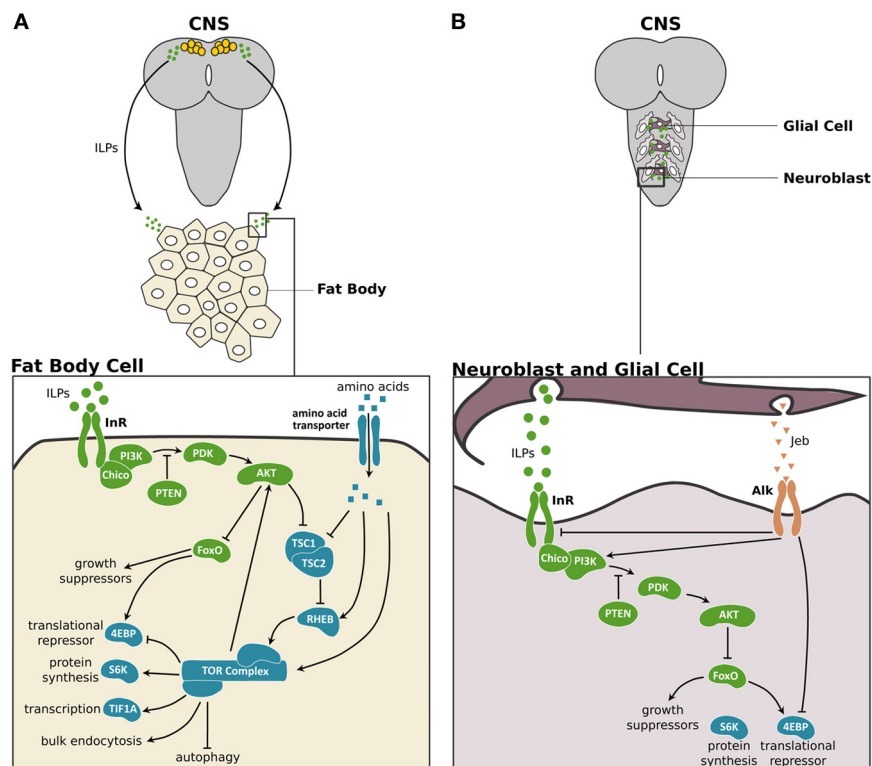 A
CNS
ILPs
Fat Body
Fat Body Cell
ILPs
InR
amino acids
amino acid
transporter
PI3K
PDK
Chico
AKT
PTEN
TSC1
TSC2
FoxO
growth
suppressors
RHEB
translational
repressor
4EBP
protein
synthesis
S6K
TOR Complex
transcription
TIF1A
bulk endocytosis
autophagy
B
CNS
Glial Cell
Neuroblast
Neuroblast and Glial Cell
Jeb
ILPs
Alk
InR
Chico
PI3K
PDK
PTEN
AKT
FoxO
growth
suppressors
S6K
4EBP
protein
synthesis
translational
repressor